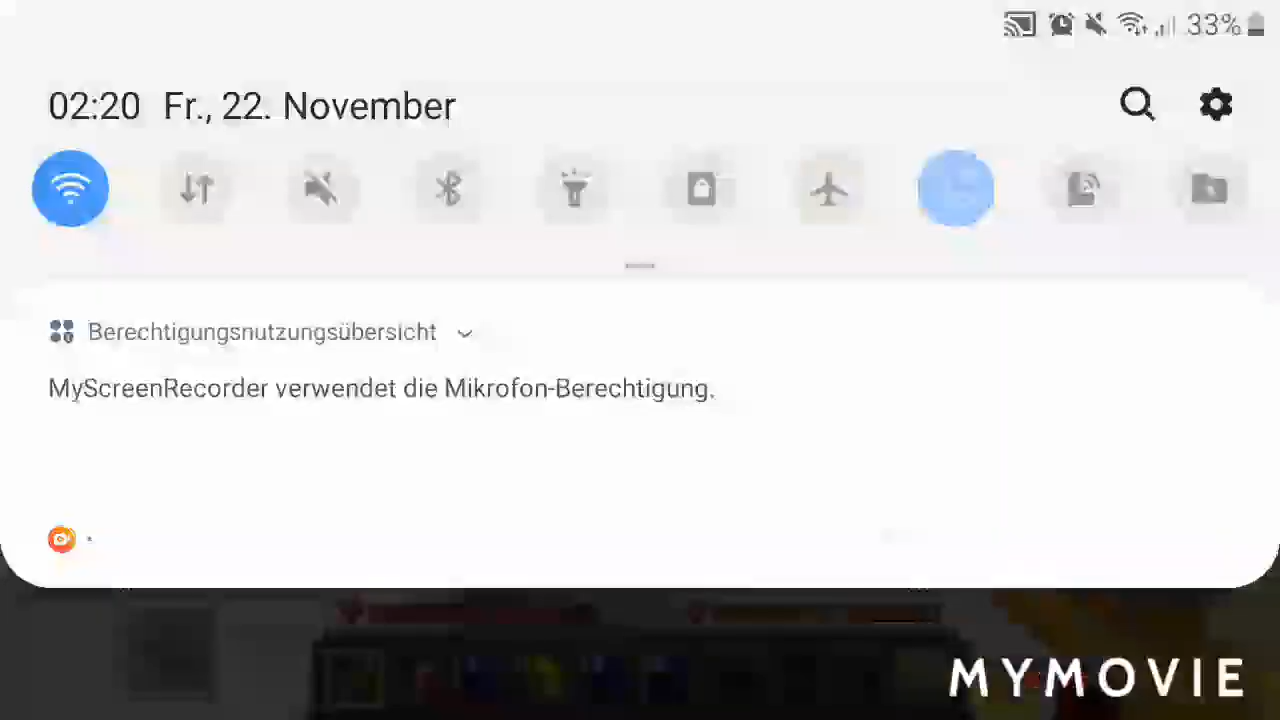 33%
02:20 Fr., 22. November
Berechtigungsnutzungsübersicht
MyScreenRecorder verwendet die Mikrofon-Berechtigung.
MYMOVIE